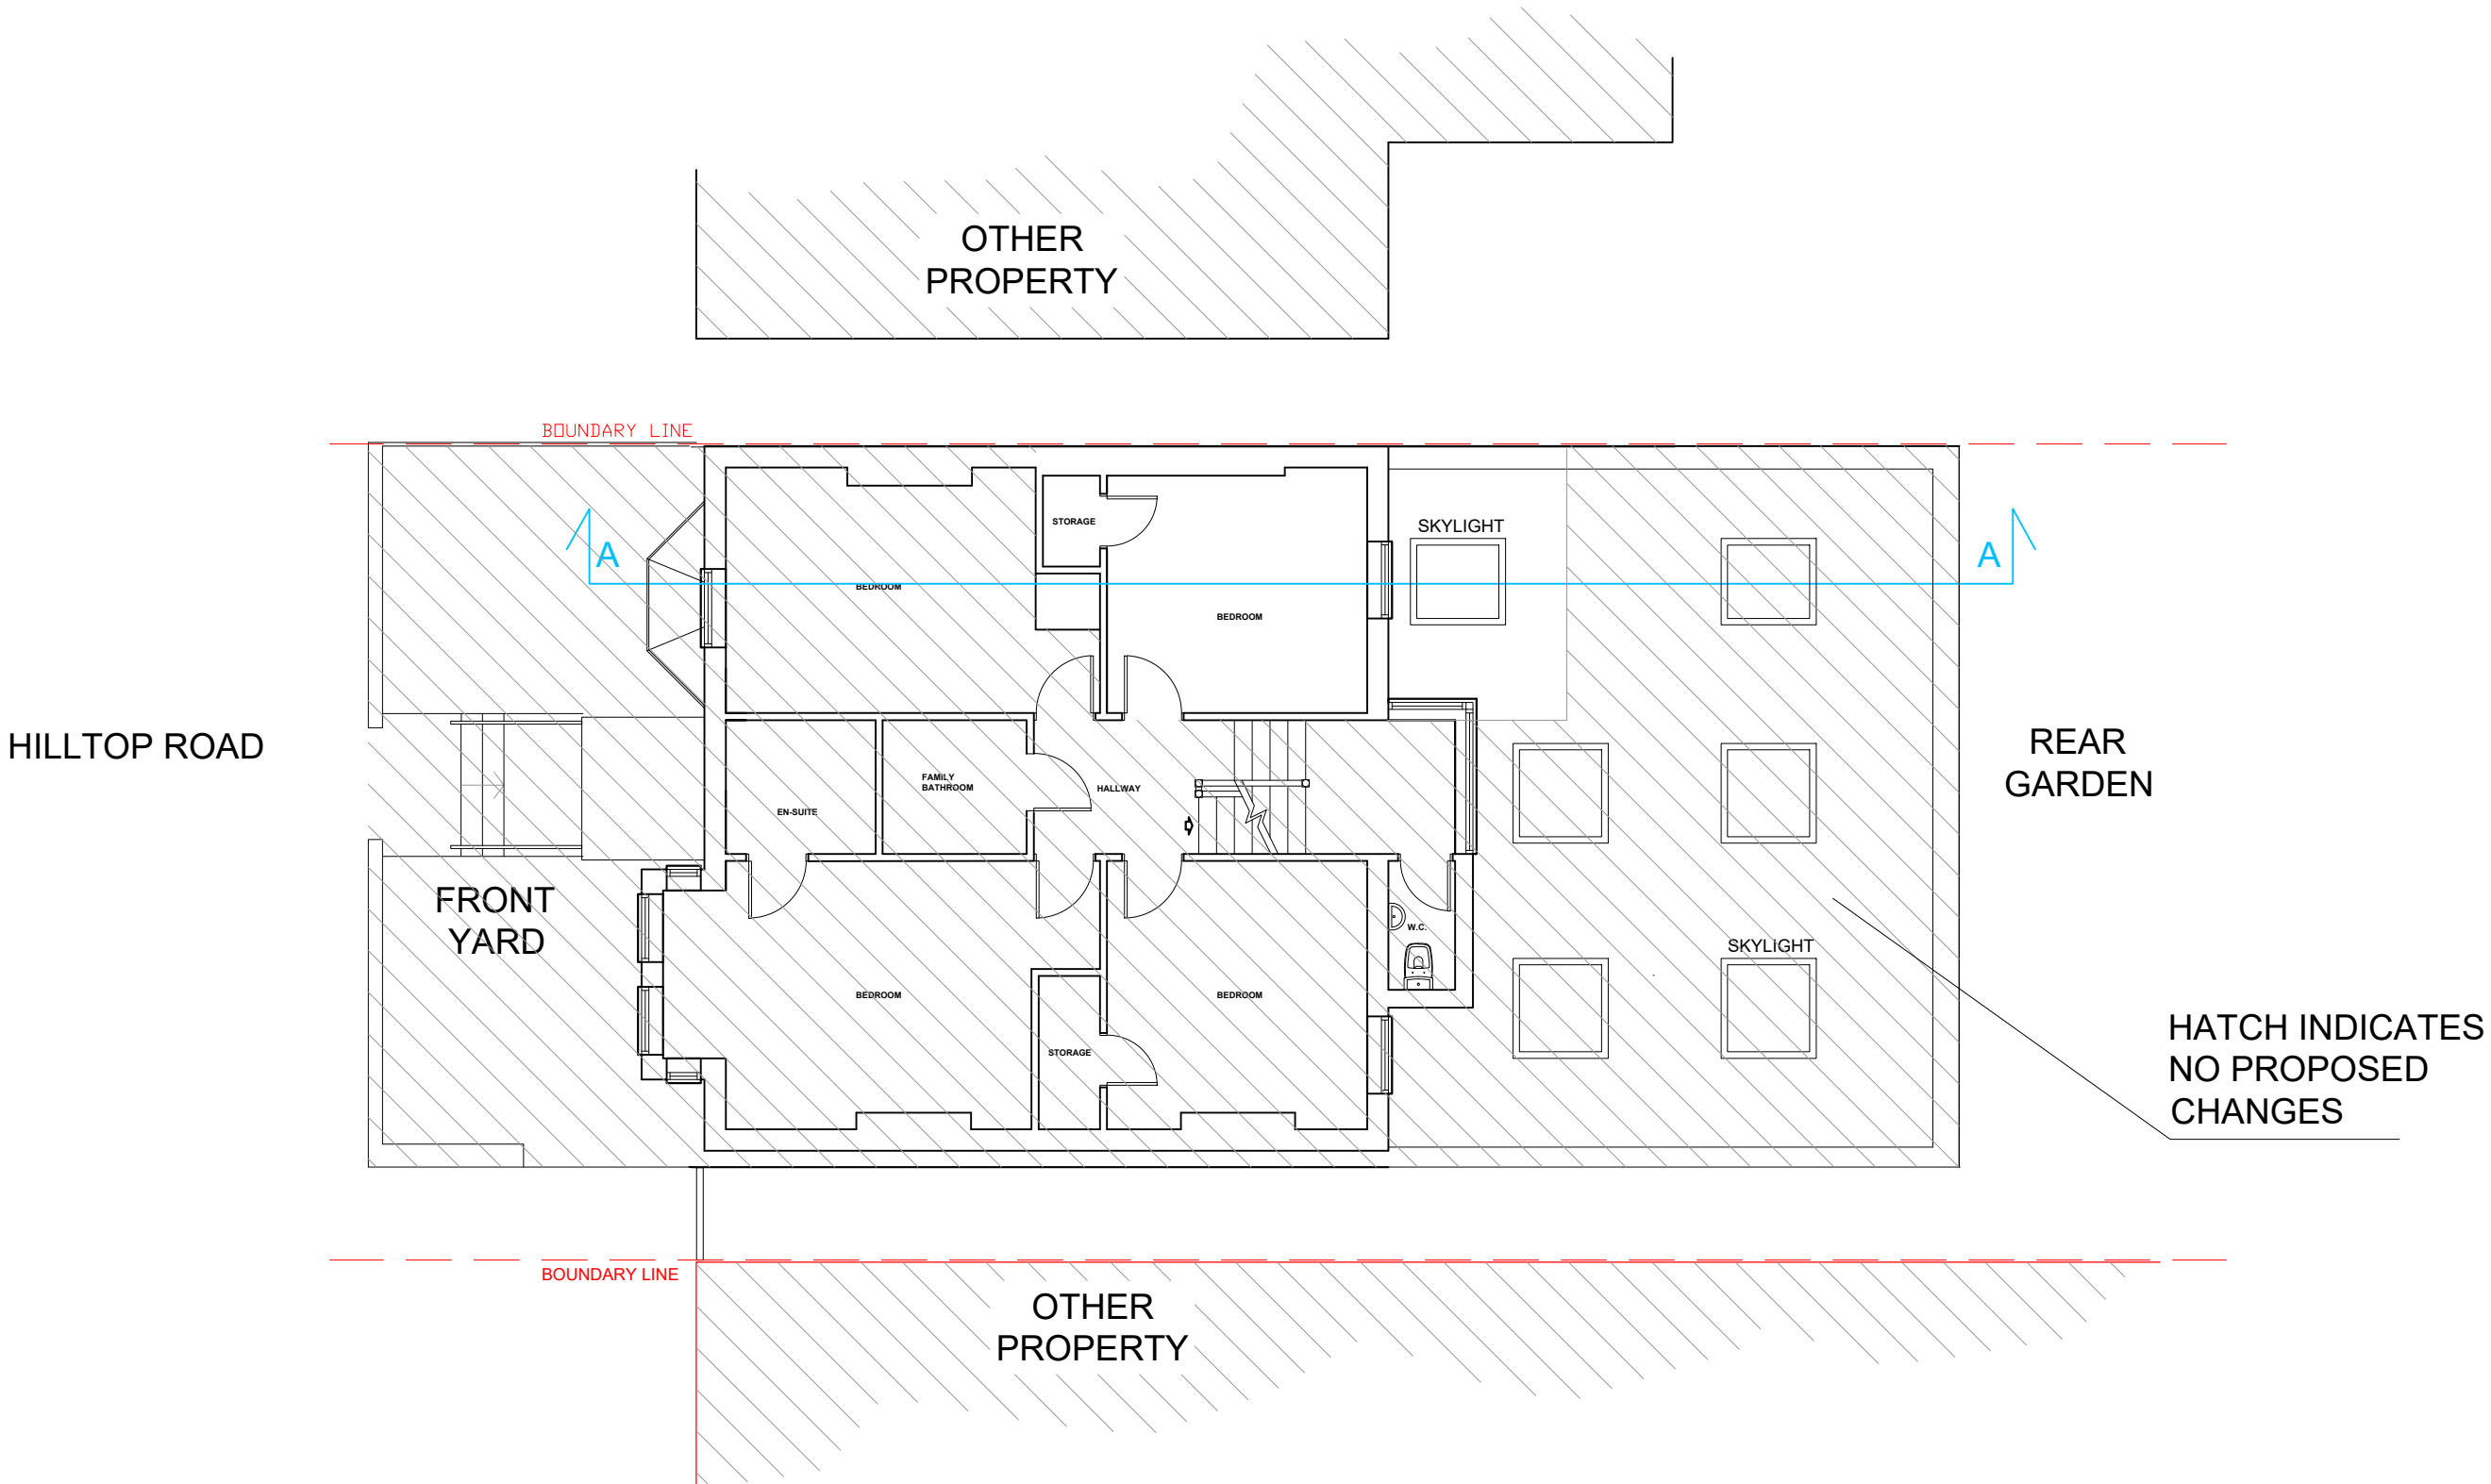 OTHER
PROPERTY
BOUNDARY LINE
STORAGE
SKYLIGHT
A
A
BEDROOM
BEDROOM
HILLTOP ROAD
REAR
GARDEN
FAMILY
BATHROOM
HALLWAY
EN-SUITE
FRONT
YARD
W.C.
SKYLIGHT
BEDROOM
BEDROOM
STORAGE
HATCH INDICATES
NO PROPOSED
CHANGES
BOUNDARY LINE
OTHER
PROPERTY